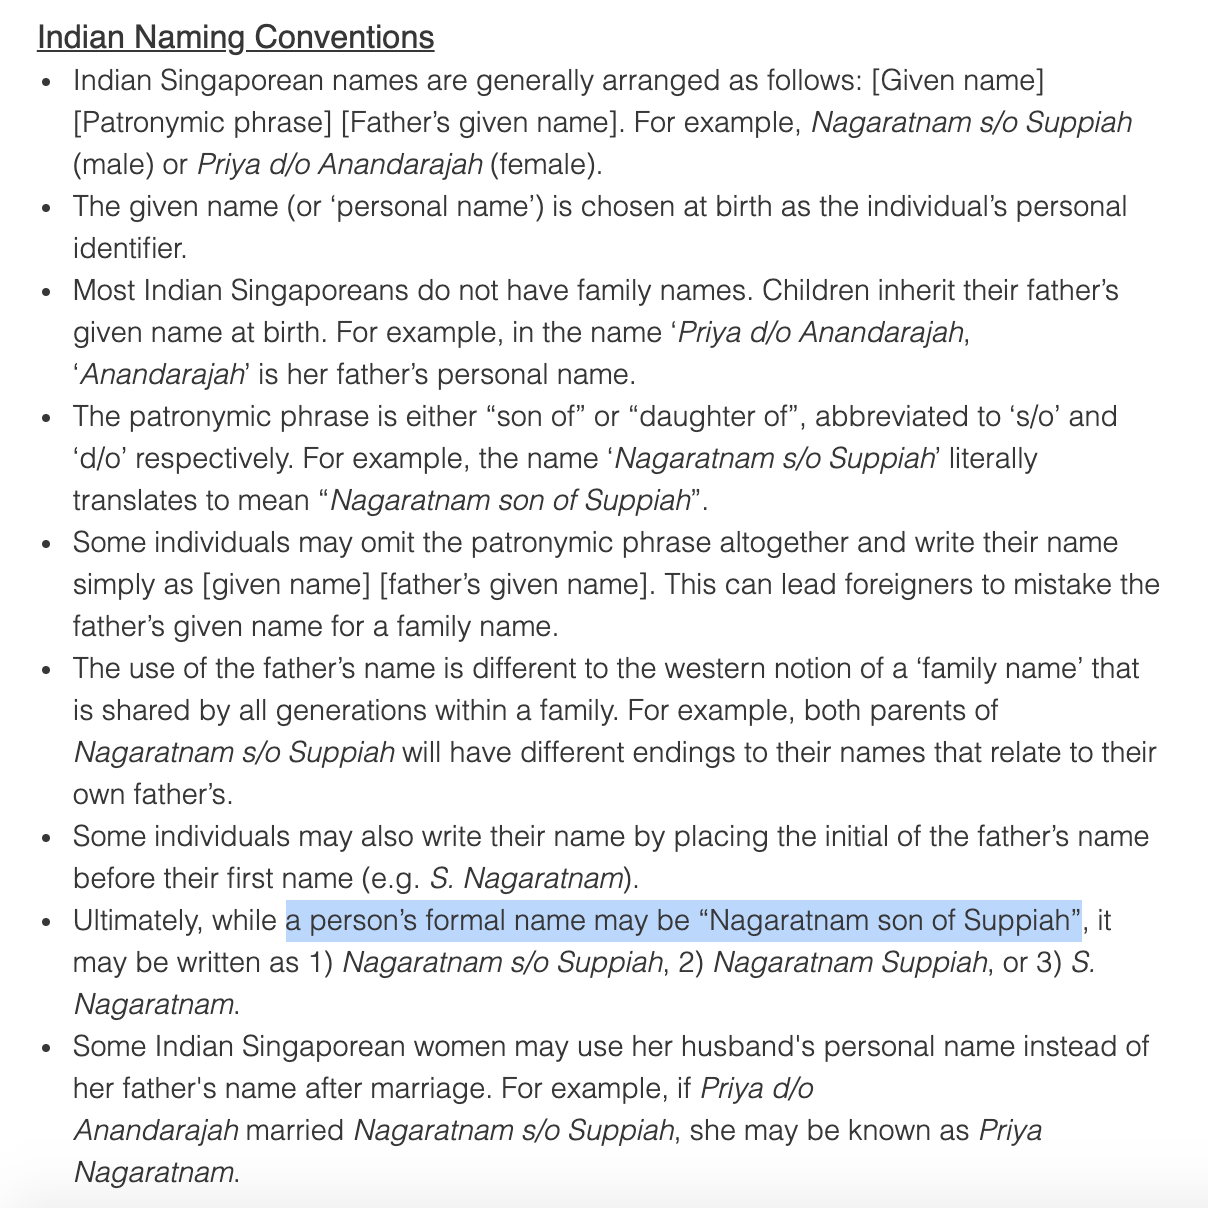 Indian Naming Conventions
• Indian Singaporean names are generally arranged as follows: [Given name]
[Patronymic phrase] [Father’s given name]. For example, Nagaratnam s/o Suppiah
(male) or Priya d/o Anandarajah (female).
• The given name (or ‘personal name’) is chosen at birth as the individual’s personal
identifier.
• Most Indian Singaporeans do not have family names. Children inherit their father’s
given name at birth. For example, in the name ‘Priya d/o Anandarajah,
‘Anandarajah’ is her father’s personal name.
• The patronymic phrase is either “son of” or “daughter of”, abbreviated to ‘s/o’ and
‘d/o’ respectively. For example, the name ‘Nagaratnam s/o Suppiah’ literally
translates to mean “Nagaratnam son of Suppiah”.
• Some individuals may omit the patronymic phrase altogether and write their name
simply as [given name] [father’s given name]. This can lead foreigners to mistake the
father’s given name for a family name.
• The use of the father’s name is different to the western notion of a ‘family name’ that
is shared by all generations within a family. For example, both parents of
Nagaratnam s/o Suppiah will have different endings to their names that relate to their
own father’s.
• Some individuals may also write their name by placing the initial of the father’s name
before their first name (e.g. S. Nagaratnam).
• Ultimately, while a person’s formal name may be “Nagaratnam son of Suppiah”, it
may be written as 1) Nagaratnam s/o Suppiah, 2) Nagaratnam Suppiah, or 3) S.
Nagaratnam.
• Some Indian Singaporean women may use her husband's personal name instead of
her father's name after marriage. For example, if Priya d/o
Anandarajah married Nagaratnam s/o Suppiah, she may be known as Priya
Nagaratnam.